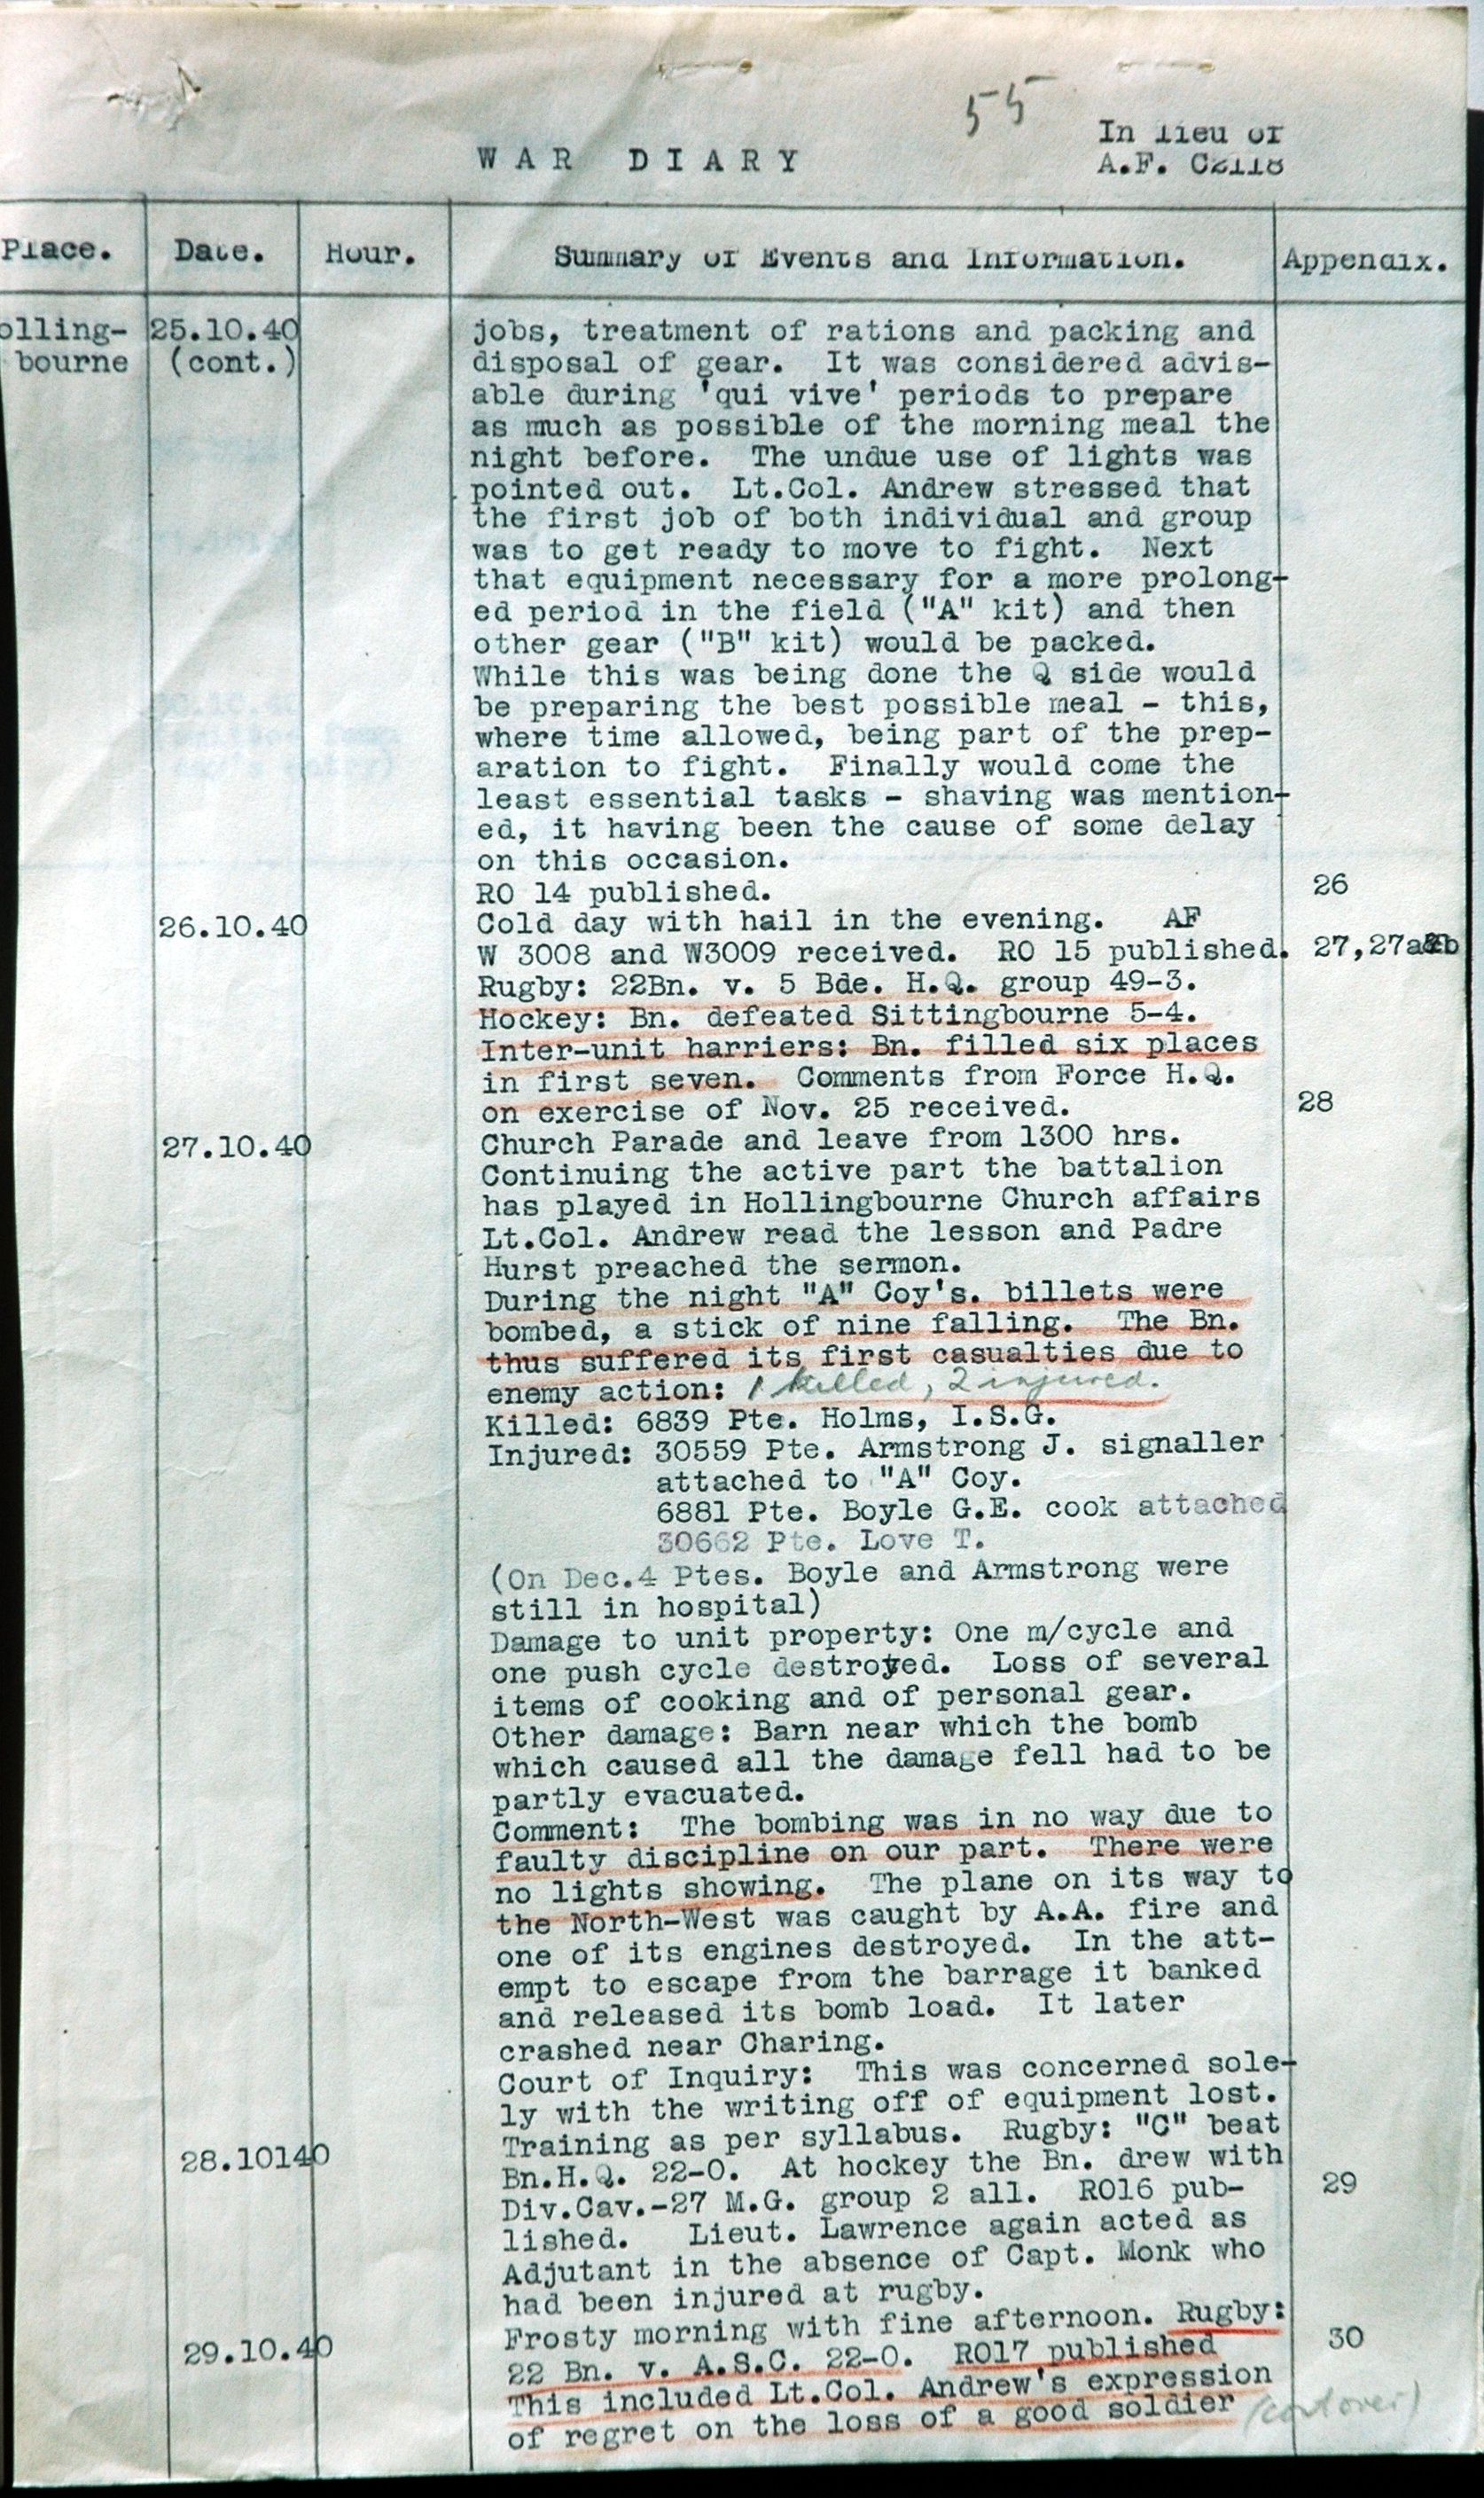 55
In lieu of
WAR DIARY
A.F. C2118
Place. Date. Hour. Summary of Events and Information. Appendix.
olling- 25.10.40 jobs, treatment of rations and packing and
bourne (cont.) disposal of gear. It was considered advis-
able during 'qui vive' periods to prepare
as much as possible of the morning meal the
night before. The undue use of lights was
pointed out. Lt.Col. Andrew stressed that
the first job of both individual and group
was to get ready to move to fight. Next
that equipment necessary for a more prolong-
ed period in the field ("A" kit) and then
other gear ("B" kit) would be packed.
While this was being done the Q side would
be preparing the best possible meal - this,
where time allowed, being part of the prep-
aration to fight. Finally would come the
least essential tasks - shaving was mention-
ed, it having been the cause of some delay
on this occasion.
RO 14 published. 26
26.10.40 Cold day with hail in the evening. AF
W 3008 and W3009 received. RO 15 published. 27,27a&b
Rugby: 22Bn. v. 5 Bde. H.Q. group 49-3.
Hockey: Bn. defeated Sittingbourne 5-4.
Inter-unit harriers: Bn. filled six places
in first seven. Comments from Force H.Q.
on exercise of Nov. 25 received. 28
27.10.40 Church Parade and leave from 1300 hrs.
Continuing the active part the battalion
has played in Hollingbourne Church affairs
Lt.Col. Andrew read the lesson and Padre
Hurst preached the sermon.
During the night "A" Coy's. billets were
bombed, a stick of nine falling. The Bn.
thus suffered its first casualties due to
enemy action: 1 killed, 2 injured.
Killed: 6839 Pte. Holms, I.S.G.
Injured: 30559 Pte. Armstrong J. signaller
attached to "A" Coy.
6881 Pte. Boyle G.E. cook attached
30662 Pte. Love T.
(On Dec.4 Ptes. Boyle and Armstrong were
still in hospital)
Damage to unit property: One m/cycle and
one push cycle destroyed. Loss of several
items of cooking and of personal gear.
Other damage: Barn near which the bomb
which caused all the damage fell had to be
partly evacuated.
Comment: The bombing was in no way due to
faulty discipline on our part. There were
no lights showing. The plane on its way to
the North-West was caught by A.A. fire and
one of its engines destroyed. In the att-
empt to escape from the barrage it banked
and released its bomb load. It later
crashed near Charing.
Court of Inquiry: This was concerned sole-
ly with the writing off of equipment lost.
28.10140 Training as per syllabus. Rugby: "C" beat
Bn.H.Q. 22-0. At hockey the Bn. drew with
Div.Cav.-27 M.G. group 2 all. RO16 pub- 29
lished. Lieut. Lawrence again acted as
Adjutant in the absence of Capt. Monk who
had been injured at rugby.
29.10.40 Frosty morning with fine afternoon. Rugby: 30
22 Bn. v. A.S.C. 22-0. RO17 published
This included Lt.Col. Andrew's expression
of regret on the loss of a good soldier (cont over)